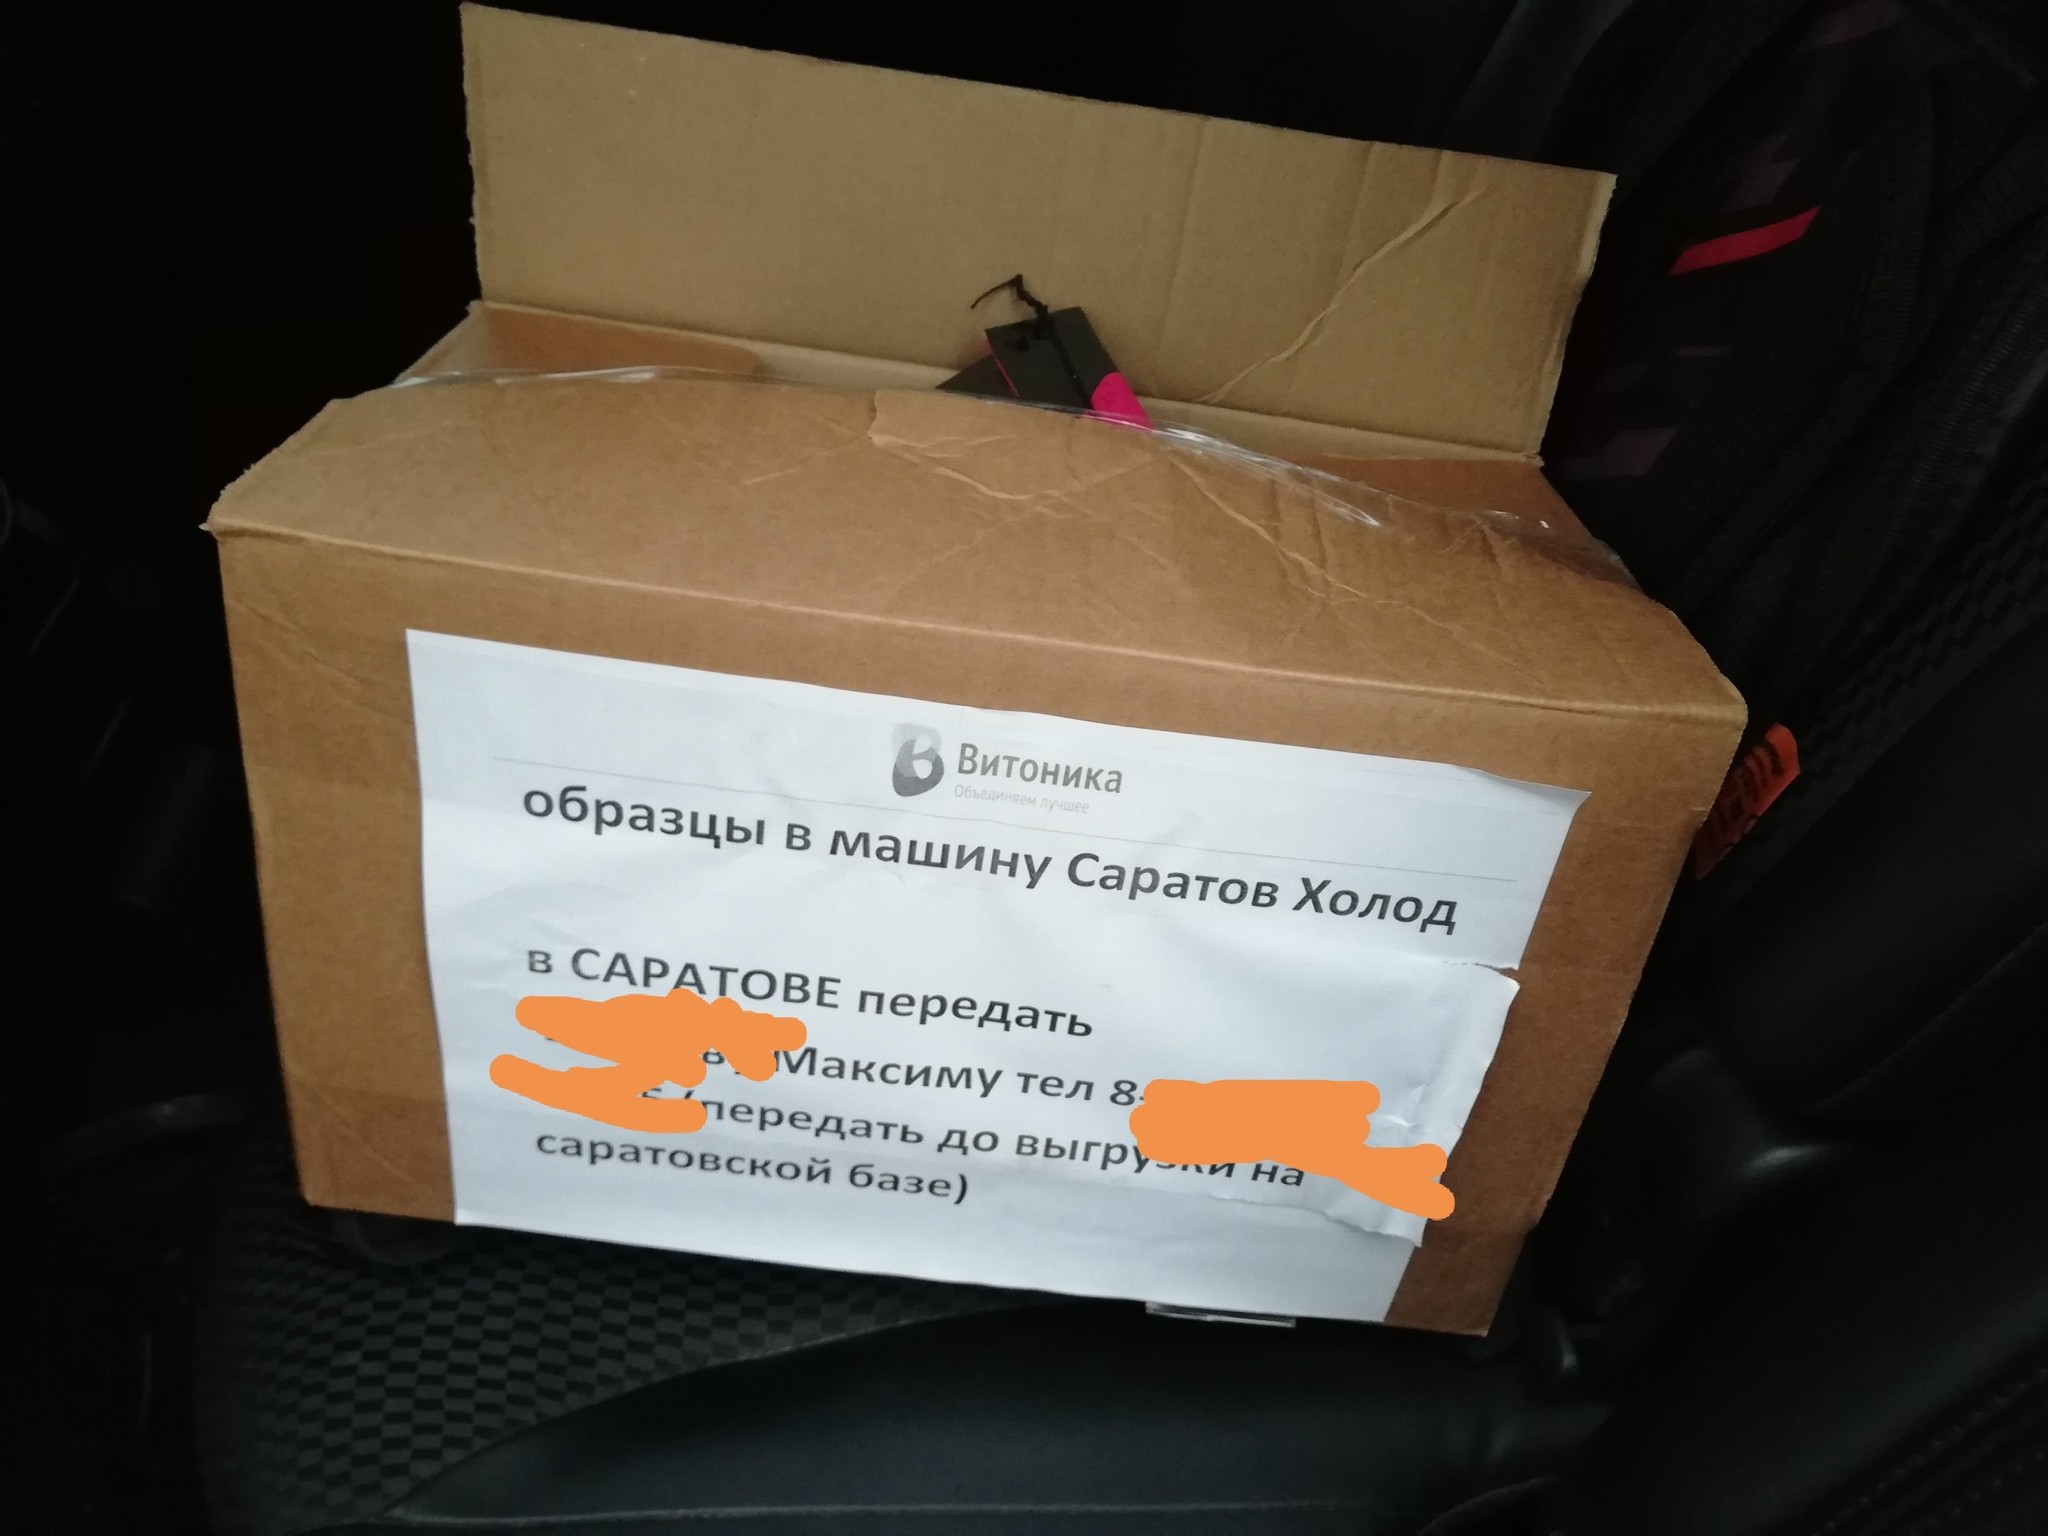 Витоника
Объединяем лучшее
образцы в машину Саратов Холод
в САРАТОВЕ передать
Максиму тел 8-
(передать до выгрузки на
саратовской базе)